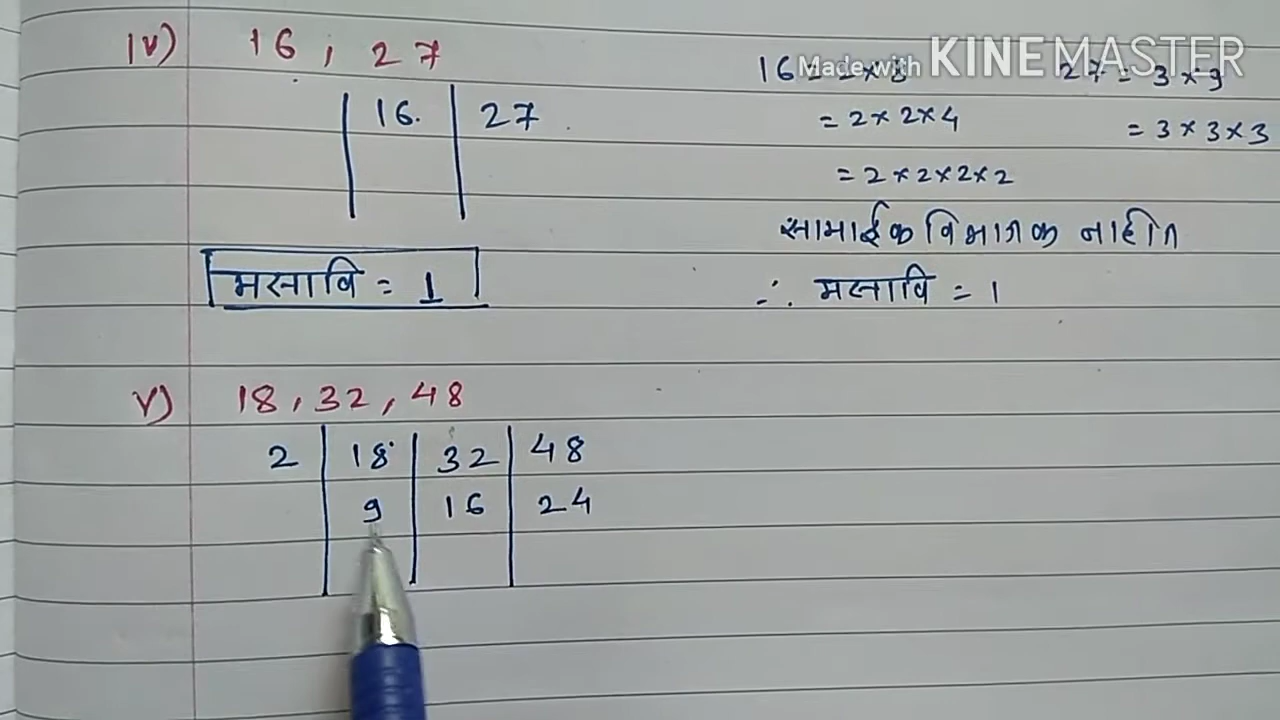 iv) 16, 27
16 27
मसावि = 1
Made with KINEMASTER
16 = 2×8
= 2×2×4
= 2×2×2×2
27 = 3×9
= 3×3×3
सामाईक विभाजक नाहीत
∴ मसावि = 1
v) 18, 32, 48
2 18 32 48
9 16 24